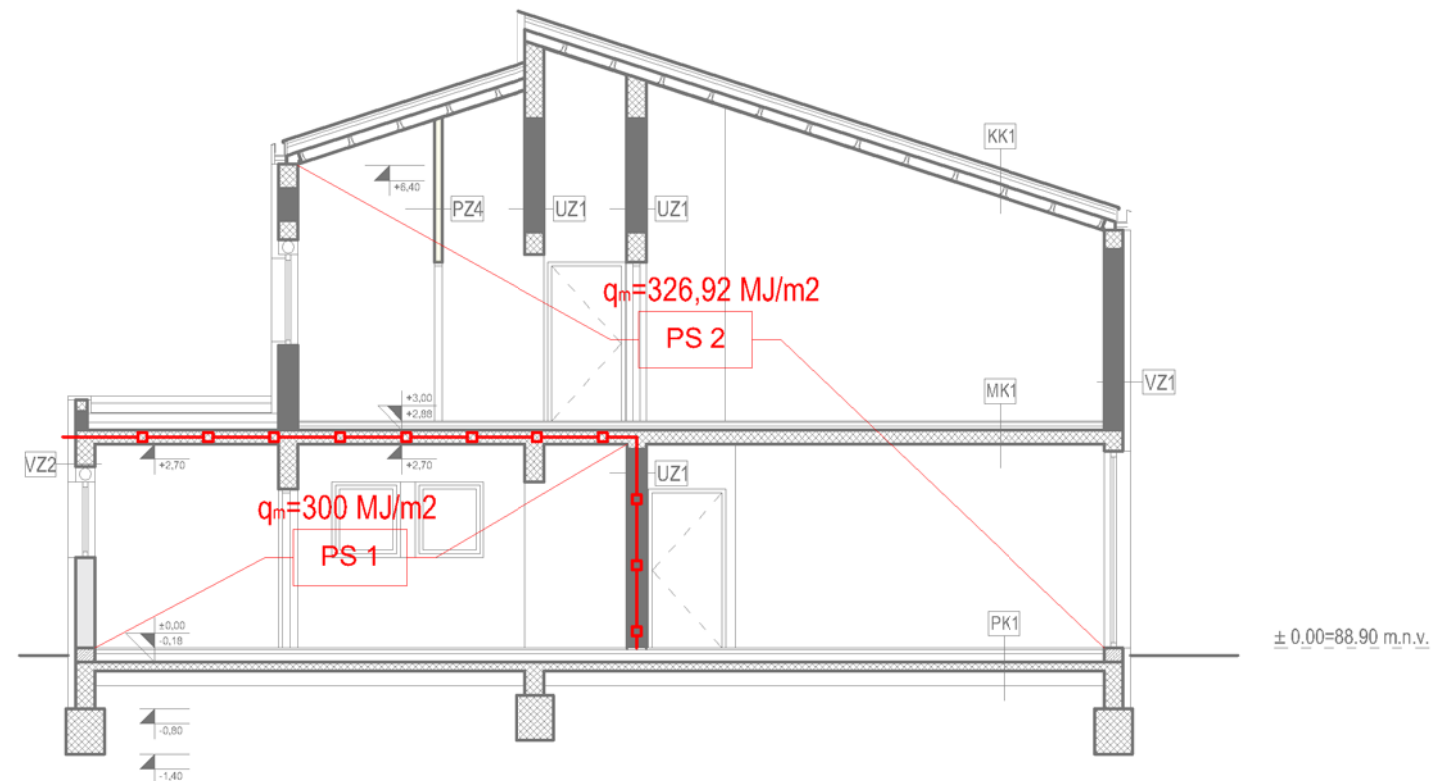 KK1
+6,40
PZ4
UZ1
UZ1
qm=326,92 MJ/m2
PS 2
VZ1
MK1
+3,00
+2,88
VZ2
+2,70
+2,70
UZ1
qm=300 MJ/m2
PS 1
±0,00
-0,18
PK1
± 0.00=88.90 m.n.v.
-0,80
-1,40